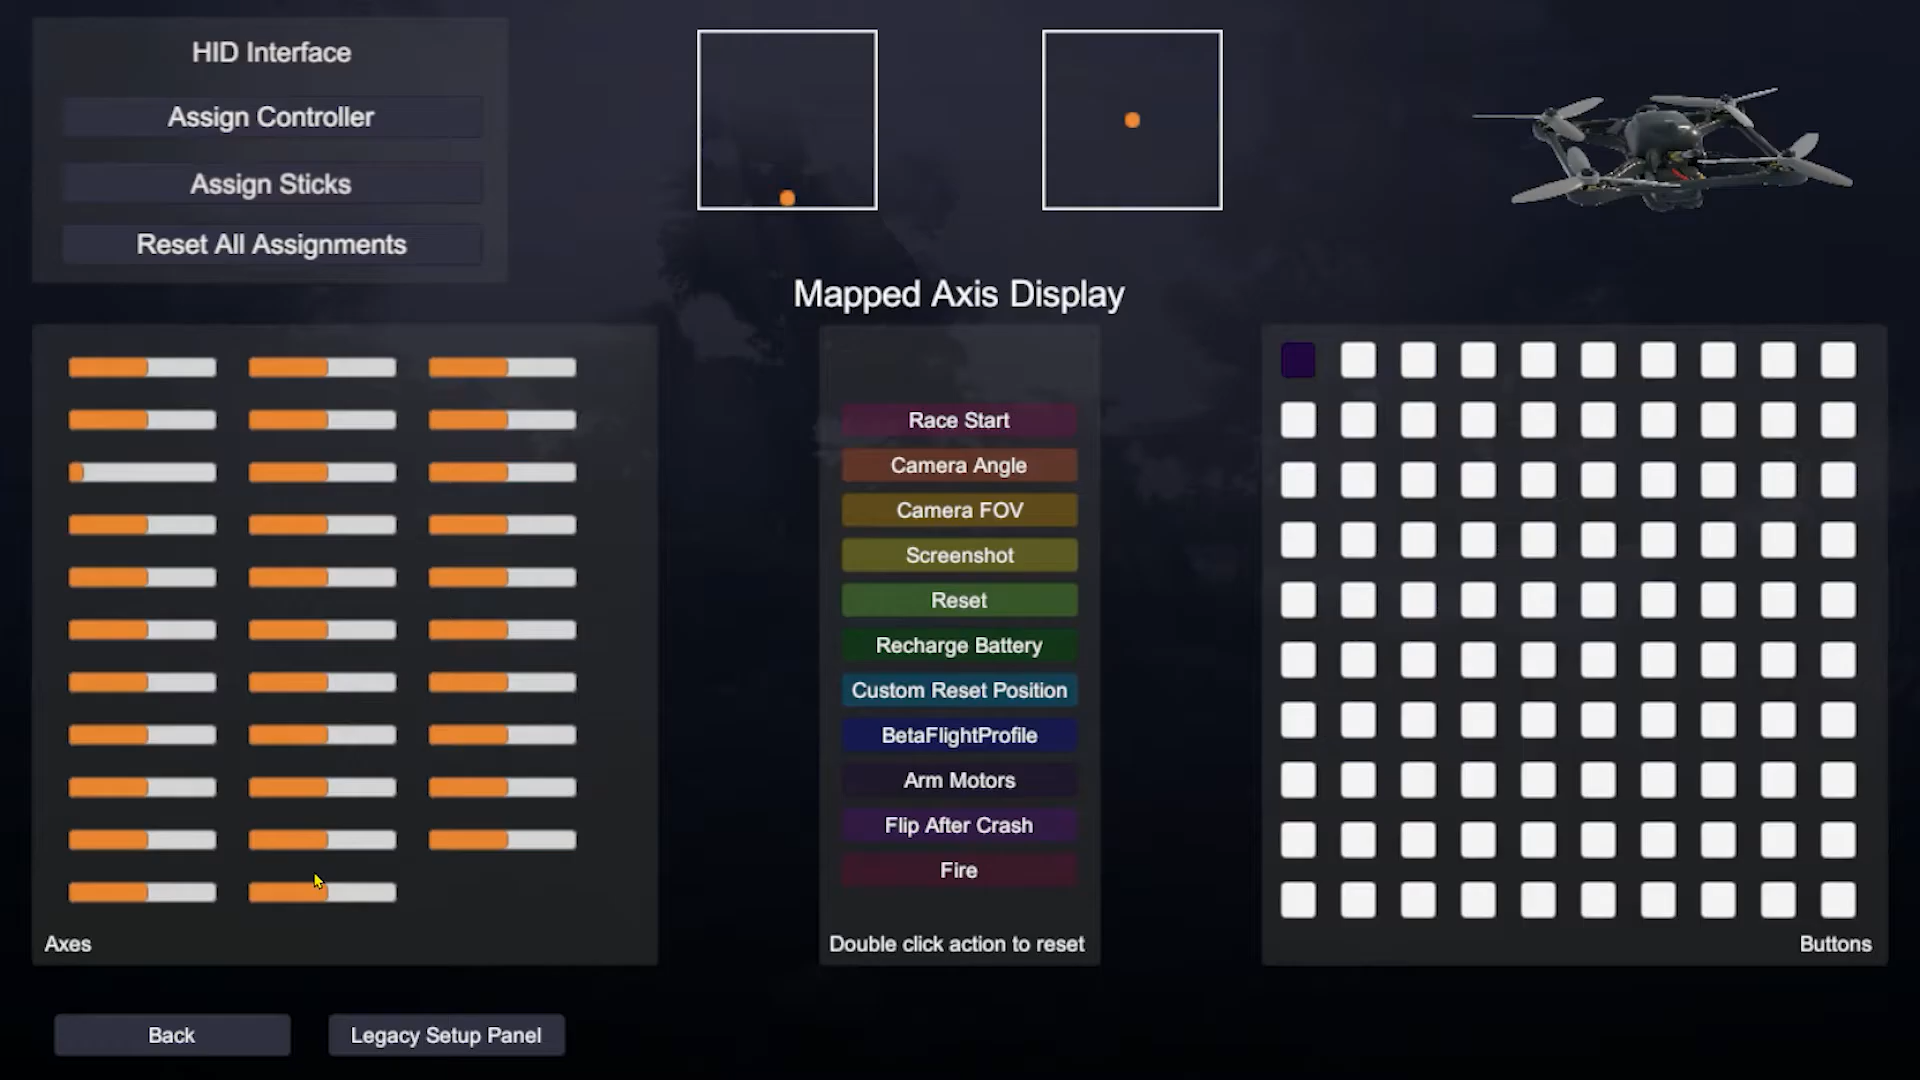 HID Interface
Assign Controller
Assign Sticks
Reset All Assignments
Mapped Axis Display
Race Start
Camera Angle
Camera FOV
Screenshot
Reset
Recharge Battery
Custom Reset Position
BetaFlightProfile
Arm Motors
Flip After Crash
Fire
Axes
Double click action to reset
Buttons
Back
Legacy Setup Panel